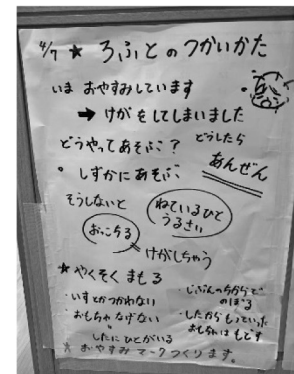 4/7 ★ ろふとのつかいかた
いま おやすみしています
➡ けがをしてしまいました
どうやってあそぶ？ どうしたら
あんぜん
• しずかにあそぶ
そうしないと
ねているひと
うるさい
おっこちる
けがしちゃう
★ やくそく まもる
・いすとかつかわない
・じぶんのちからで
のぼる
・おもちゃなげない
・したからもっていった
おもちゃはもどす
したにひとがいる
☆ おやすみマークつくります。